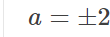 a = ±2